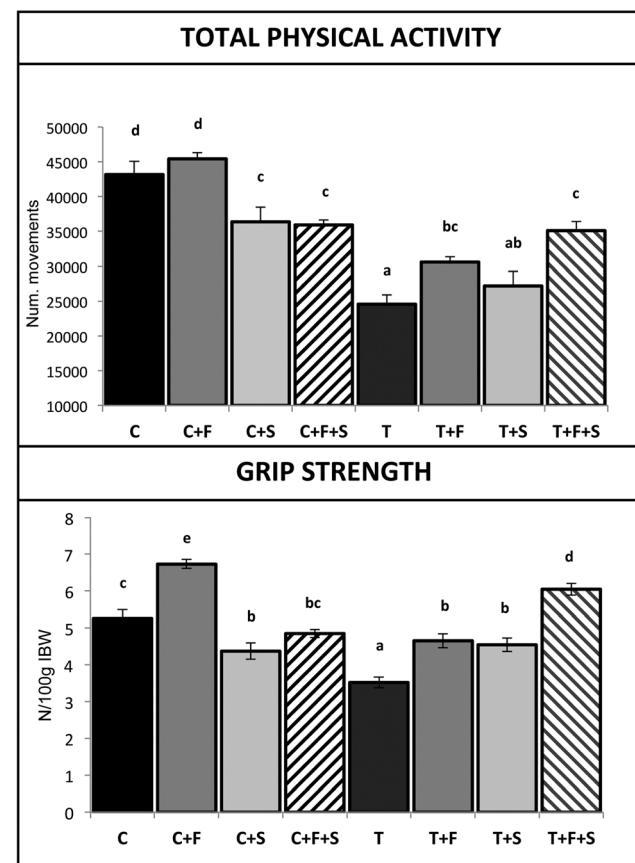 TOTAL PHYSICAL ACTIVITY
50000
45000
40000
35000
30000
25000
20000
15000
10000
Num. movements
d d c c a bc ab c
C C+F C+S C+F+S T T+F T+S T+F+S
GRIP STRENGTH
8
7
6
5
4
3
2
1
0
N/100g IBW
c e b bc a b b d
C C+F C+S C+F+S T T+F T+S T+F+S